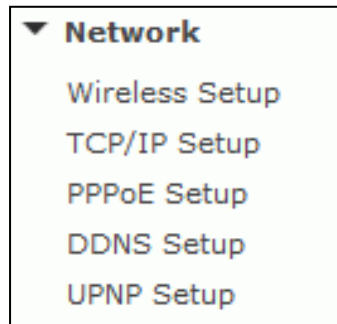 Network
Wireless Setup
TCP/IP Setup
PPPoE Setup
DDNS Setup
UPNP Setup